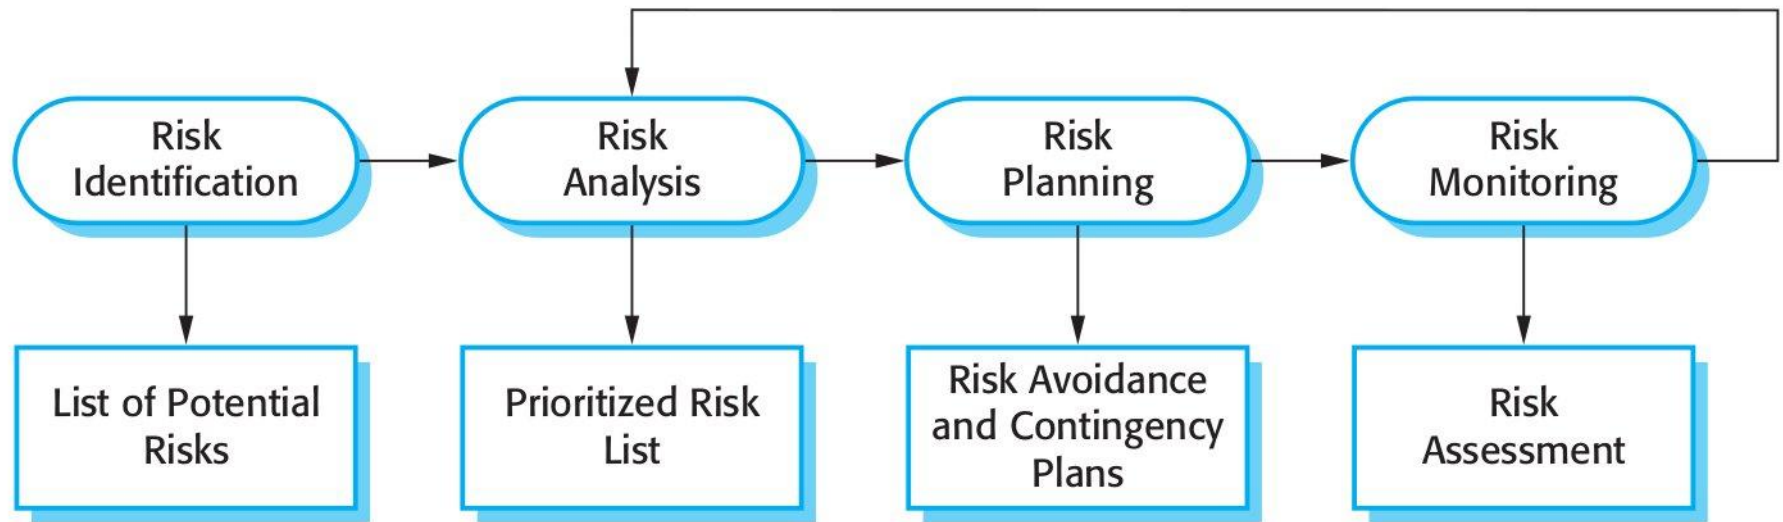 Risk
Identification
Risk
Analysis
Risk
Planning
Risk
Monitoring
List of Potential
Risks
Prioritized Risk
List
Risk Avoidance
and Contingency
Plans
Risk
Assessment